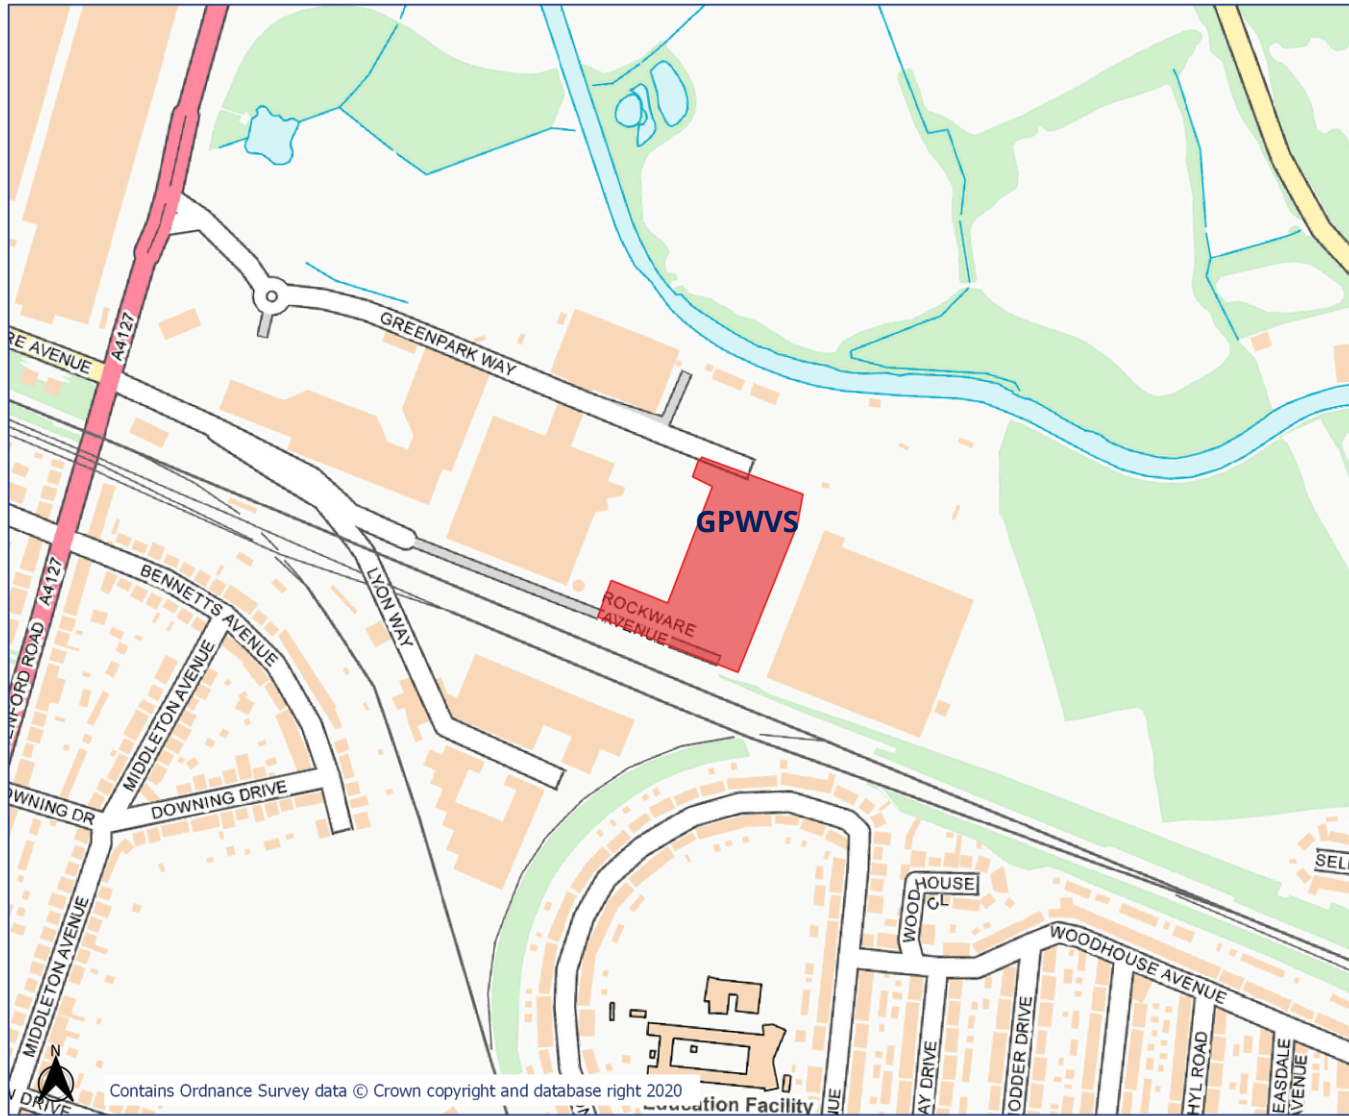 A4127
GREENPARK WAY
RE AVENUE
GPWVS
A4127
BENNETTS AVENUE
LYON WAY
ROCKWARE
AVENUE
ENFORD ROAD
MIDDLETON AVENUE
DOWNING DRIVE
OWNING DR
SEL
WOODHOUSE
CL
MIDDLETON AVENUE
WOODHOUSE AVENUE
AY DRIVE
ODDER DRIVE
HYL ROAD
EASDALE
AVENUE
UE
N
DRIVE
Contains Ordnance Survey data © Crown copyright and database right 2020
Education Facility